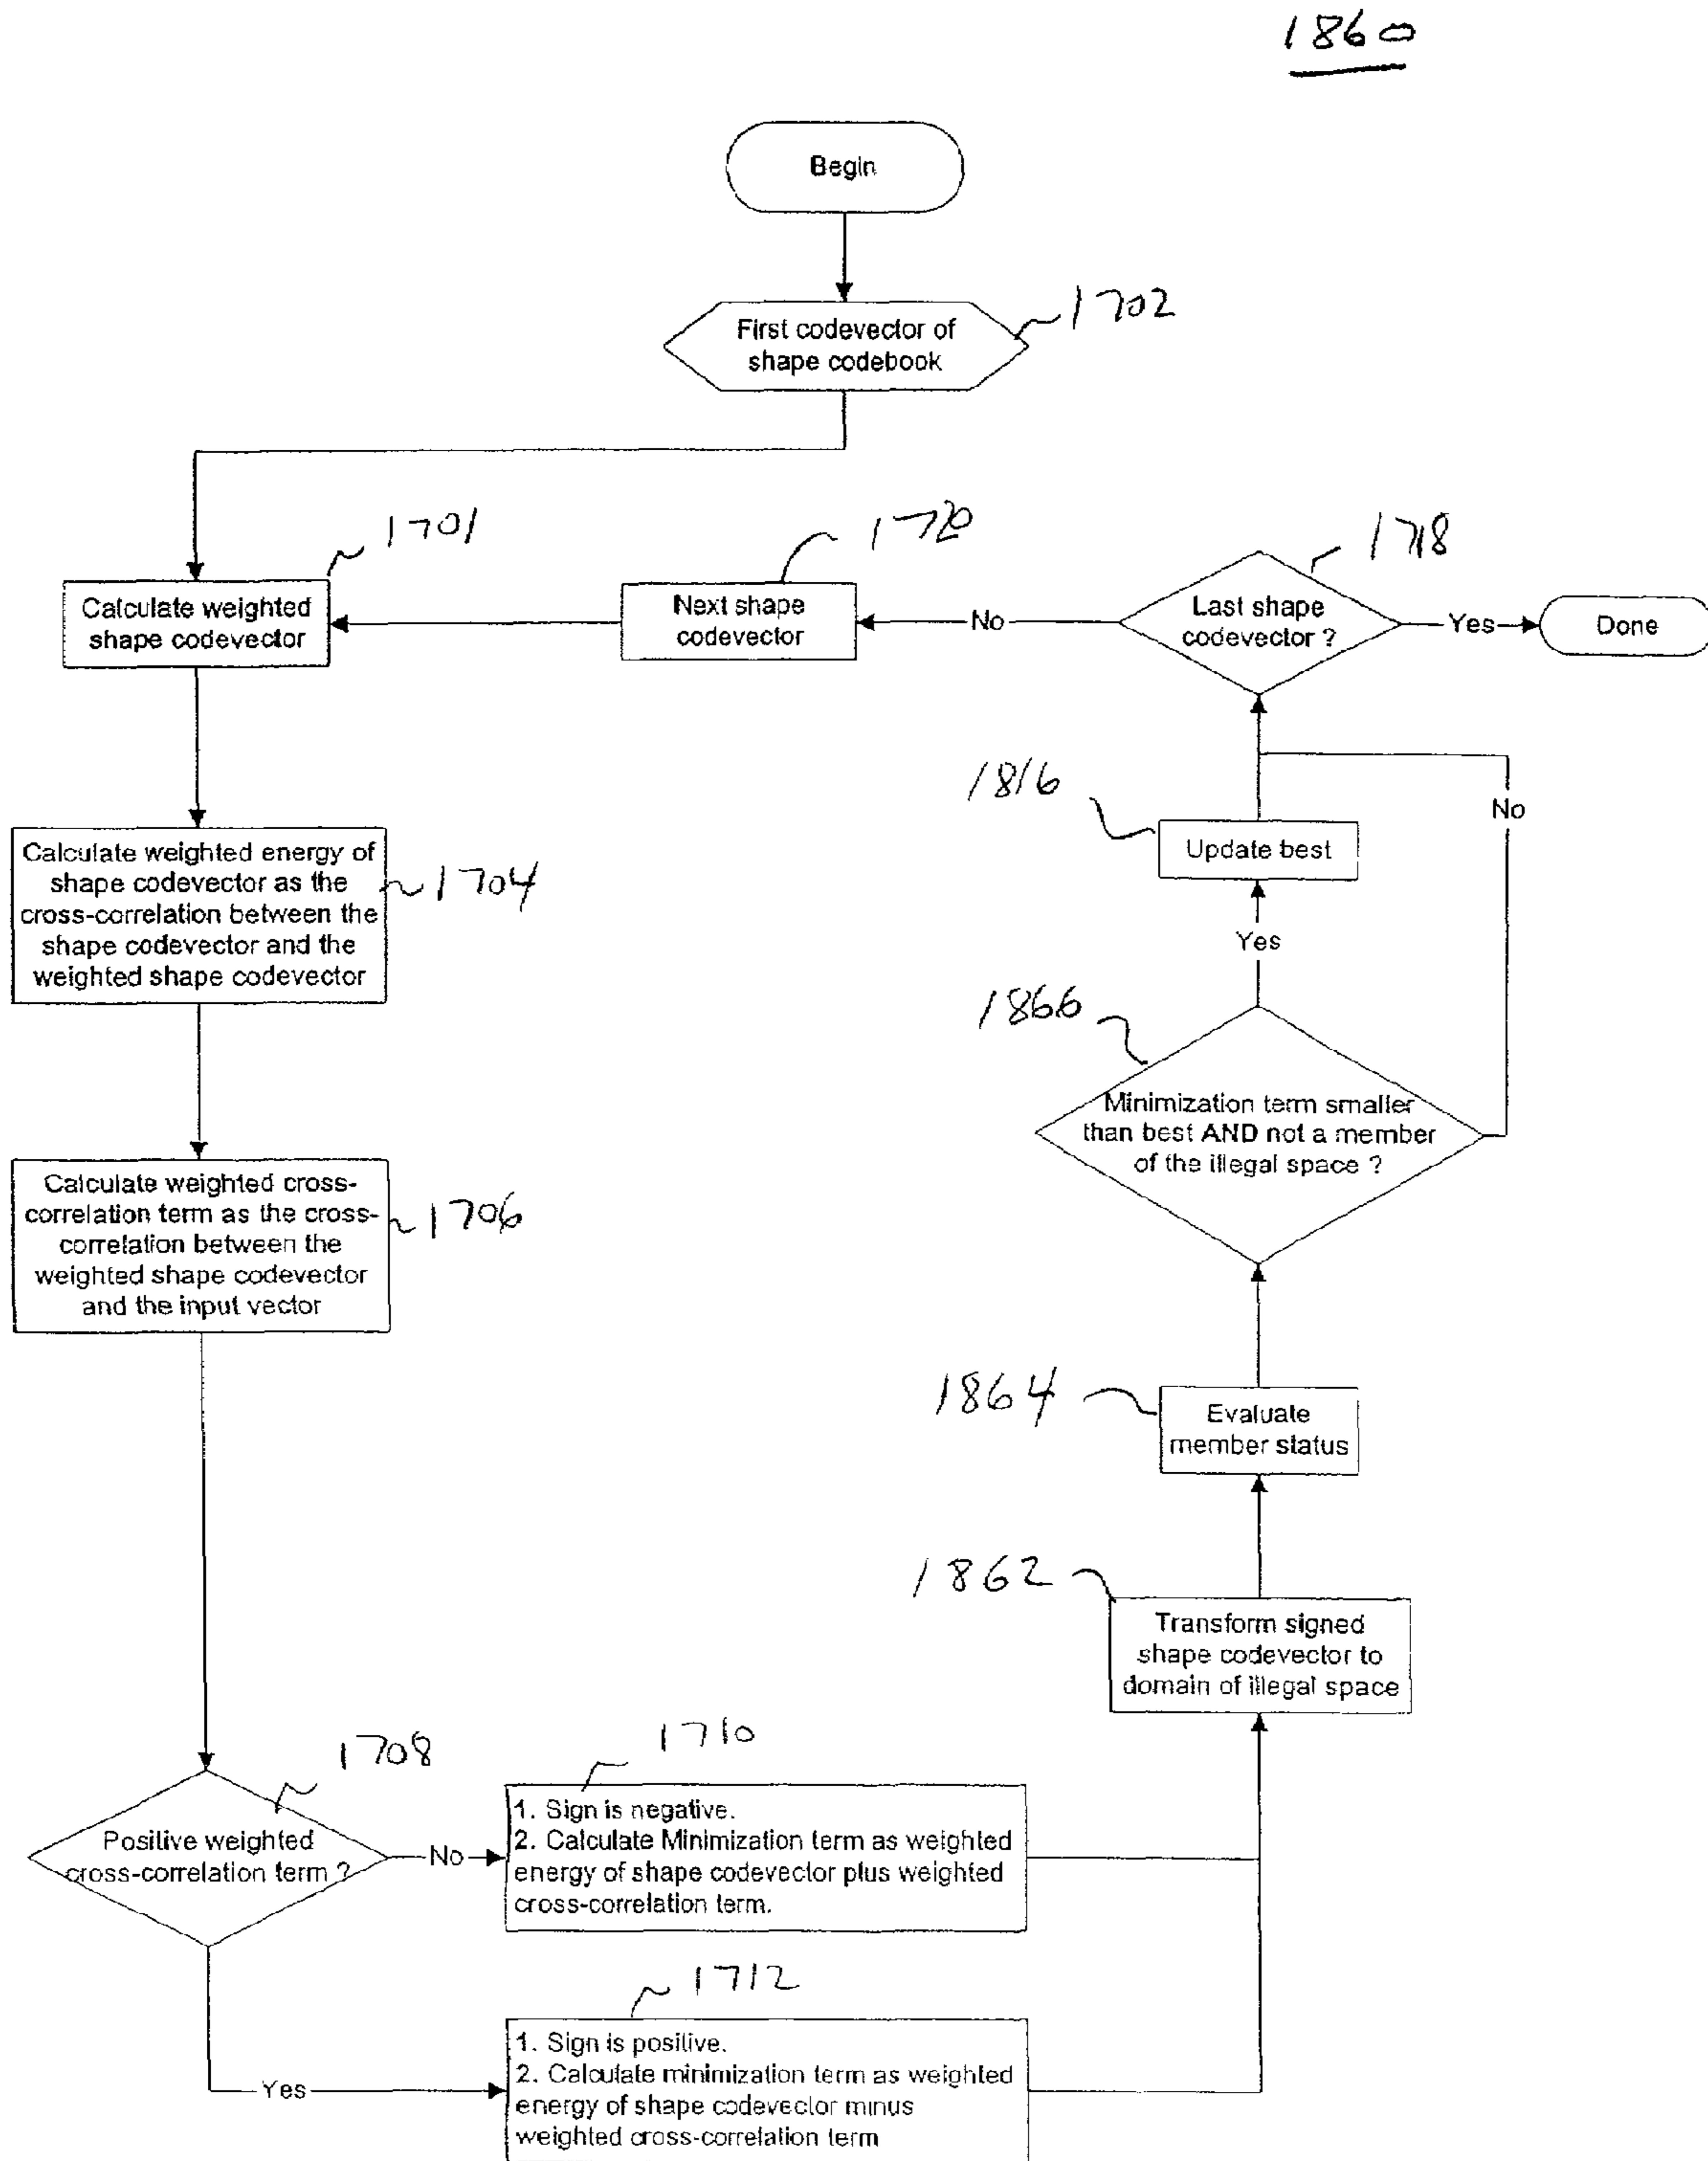 1860
Begin
First codevector of
shape codebook
1702
1701
Calculate weighted
shape codevector
1720
Next shape
codevector
No
1718
Last shape
codevector ?
Yes
Done
1816
Update best
No
Yes
1704
Calculate weighted energy of
shape codevector as the
cross-correlation between the
shape codevector and the
weighted shape codevector
1866
Minimization term smaller
than best AND not a member
of the illegal space ?
1706
Calculate weighted cross-
correlation term as the cross-
correlation between the
weighted shape codevector
and the input vector
1864
Evaluate
member status
1862
Transform signed
shape codevector to
domain of illegal space
1708
Positive weighted
cross-correlation term ?
No
1710
1. Sign is negative.
2. Calculate Minimization term as weighted
energy of shape codevector plus weighted
cross-correlation term.
Yes
1712
1. Sign is positive.
2. Calculate minimization term as weighted
energy of shape codevector minus
weighted cross-correlation term